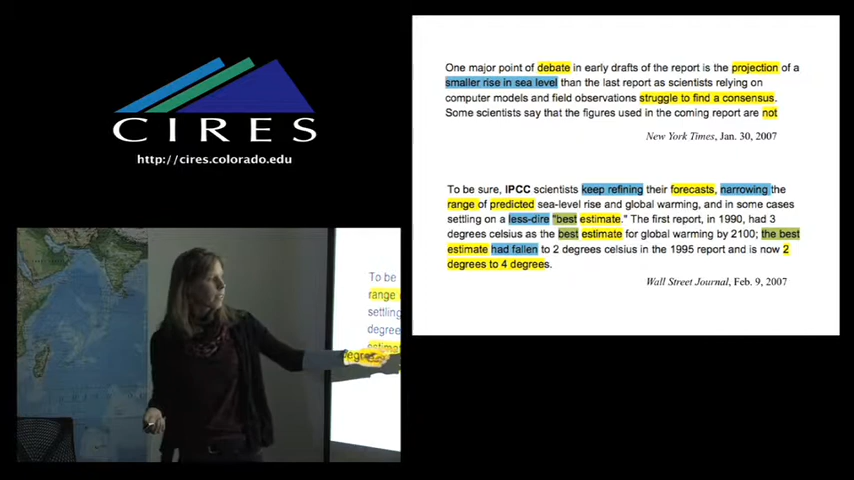 CIRES
http://cires.colorado.edu
One major point of debate in early drafts of the report is the projection of a
smaller rise in sea level than the last report as scientists relying on
computer models and field observations struggle to find a consensus.
Some scientists say that the figures used in the coming report are not
New York Times, Jan. 30, 2007
To be sure, IPCC scientists keep refining their forecasts, narrowing the
range of predicted sea-level rise and global warming, and in some cases
settling on a less-dire "best estimate." The first report, in 1990, had 3
degrees celsius as the best estimate for global warming by 2100; the best
estimate had fallen to 2 degrees celsius in the 1995 report and is now 2
degrees to 4 degrees.
Wall Street Journal, Feb. 9, 2007
To be
range
settling
degree
estimat
degre